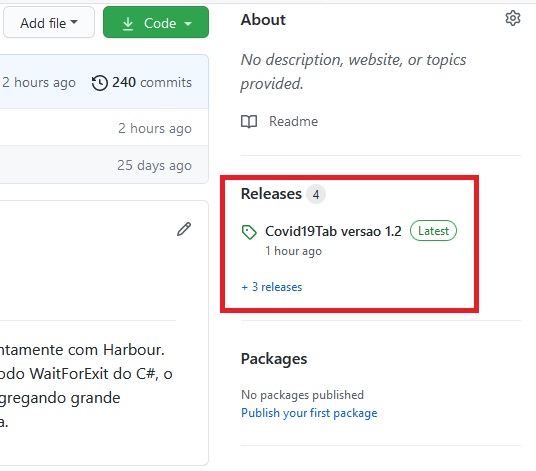 Add file
Code
2 hours ago
240 commits
2 hours ago
25 days ago
ntamente com Harbour.
odo WaitForExit do C#, o
gregando grande
a.
About
No description, website, or topics
provided.
Readme
Releases 4
Covid19Tab versao 1.2 Latest
1 hour ago
+ 3 releases
Packages
No packages published
Publish your first package